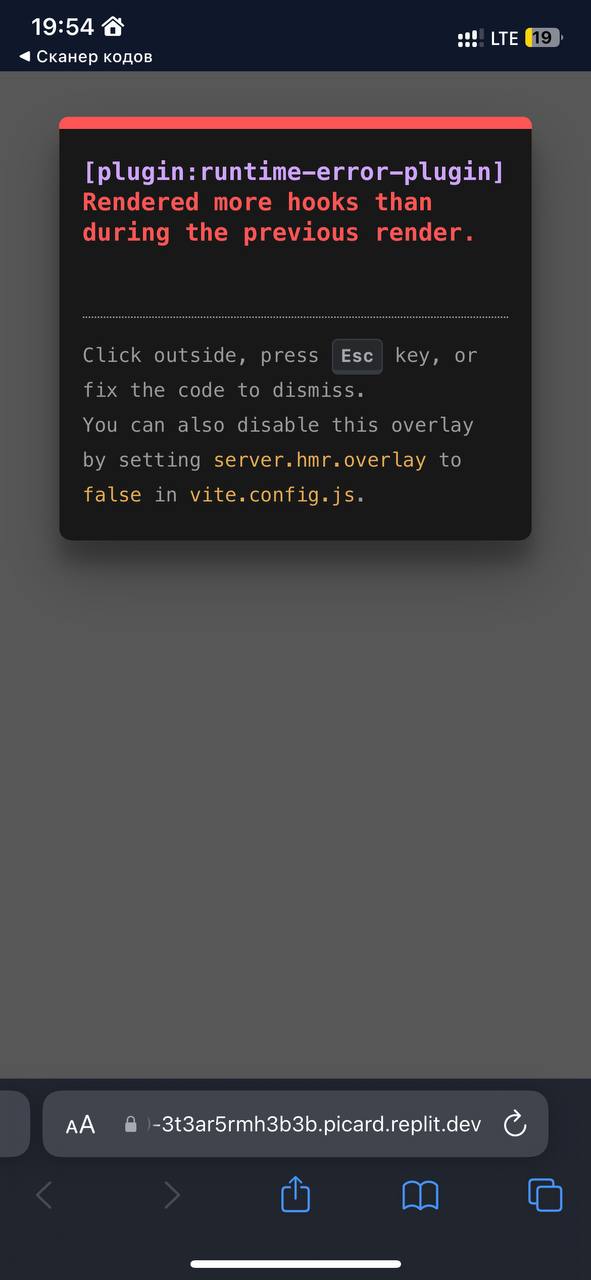 19:54
LTE 19
◀ Сканер кодов
[plugin:runtime-error-plugin]
Rendered more hooks than
during the previous render.
Click outside, press Esc key, or
fix the code to dismiss.
You can also disable this overlay
by setting server.hmr.overlay to
false in vite.config.js.
AA -3t3ar5rmh3b3b.picard.replit.dev